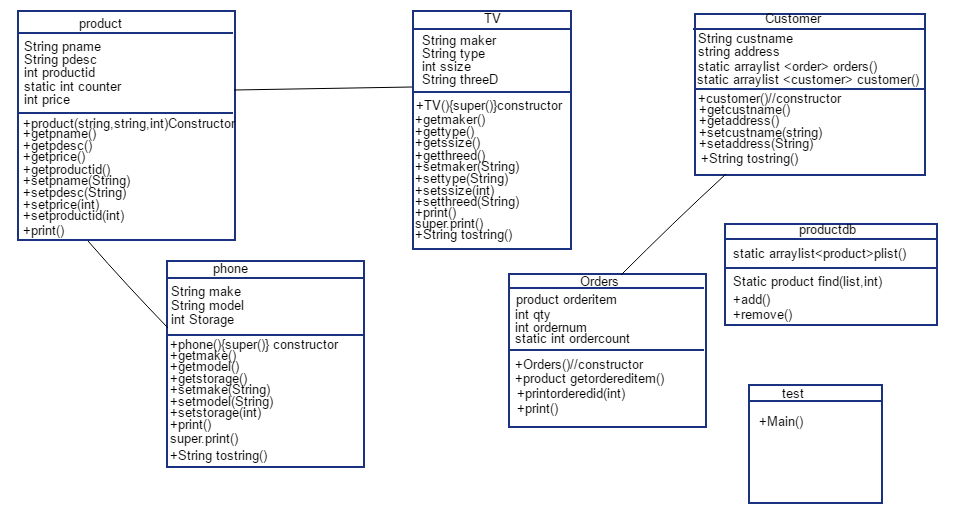 product
String pname
String pdesc
int productid
static int counter
int price
+product(string,string,int)Constructor
+getpname()
+getpdesc()
+getprice()
+getproductid()
+setpname(String)
+setpdesc(String)
+setprice(int)
+setproductid(int)
+print()
TV
String maker
String type
int ssize
String threeD
+TV(){super()}constructor
+getmaker()
+gettype()
+getssize()
+getthreed()
+setmaker(String)
+settype(String)
+setssize(int)
+setthreed(String)
+print()
super.print()
+String tostring()
Customer
String custname
string address
static arraylist <order> orders()
static arraylist <customer> customer()
+customer()//constructor
+getcustname()
+getaddress()
+setcustname(string)
+setaddress(String)
+String tostring()
phone
String make
String model
int Storage
+phone(){super()} constructor
+getmake()
+getmodel()
+getstorage()
+setmake(String)
+setmodel(String)
+setstorage(int)
+print()
super.print()
+String tostring()
Orders
product orderitem
int qty
int ordernum
static int ordercount
+Orders()//constructor
+product getordereditem()
+printorderedid(int)
+print()
productdb
static arraylist<product>plist()
Static product find(list,int)
+add()
+remove()
test
+Main()